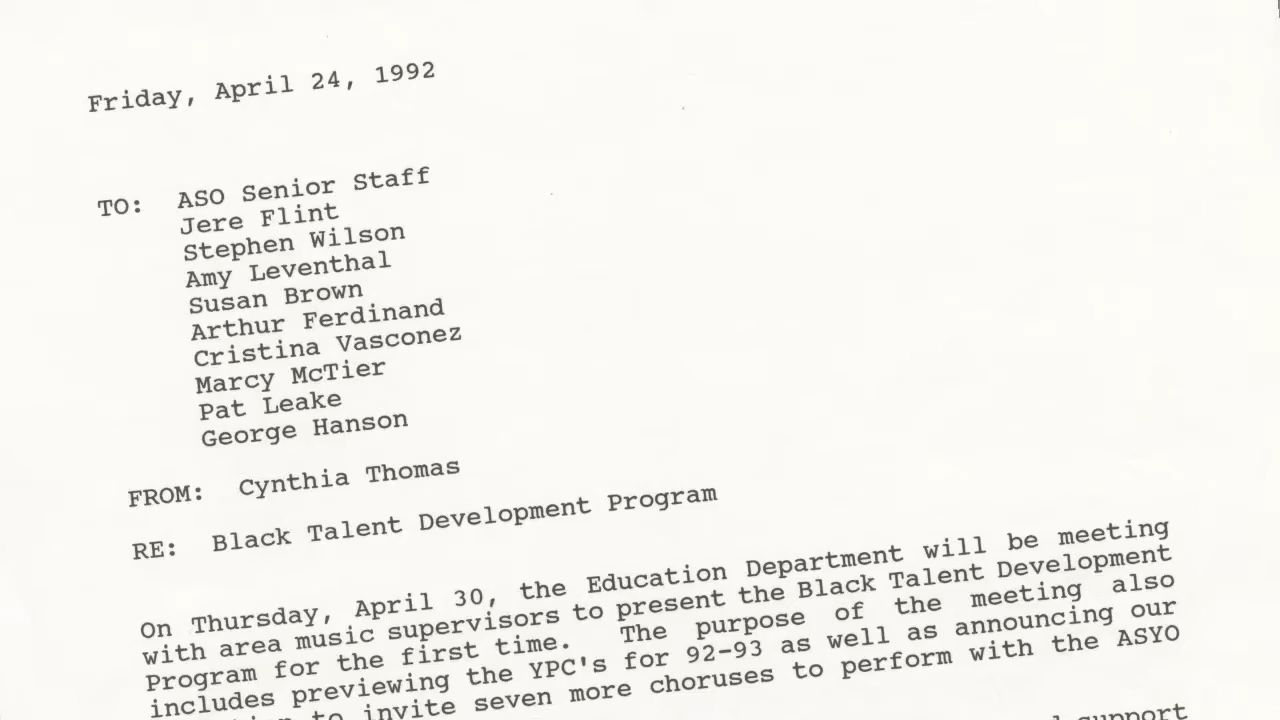 Friday, April 24, 1992
TO: ASO Senior Staff
Jere Flint
Stephen Wilson
Amy Leventhal
Susan Brown
Arthur Ferdinand
Cristina Vasconez
Marcy McTier
Pat Leake
George Hanson
FROM: Cynthia Thomas
RE: Black Talent Development Program
On Thursday, April 30, the Education Department will be meeting
with area music supervisors to present the Black Talent Development
Program for the first time. The purpose of the meeting also
includes previewing the YPC's for 92-93 as well as announcing our
to invite seven more choruses to perform with the ASYO
support